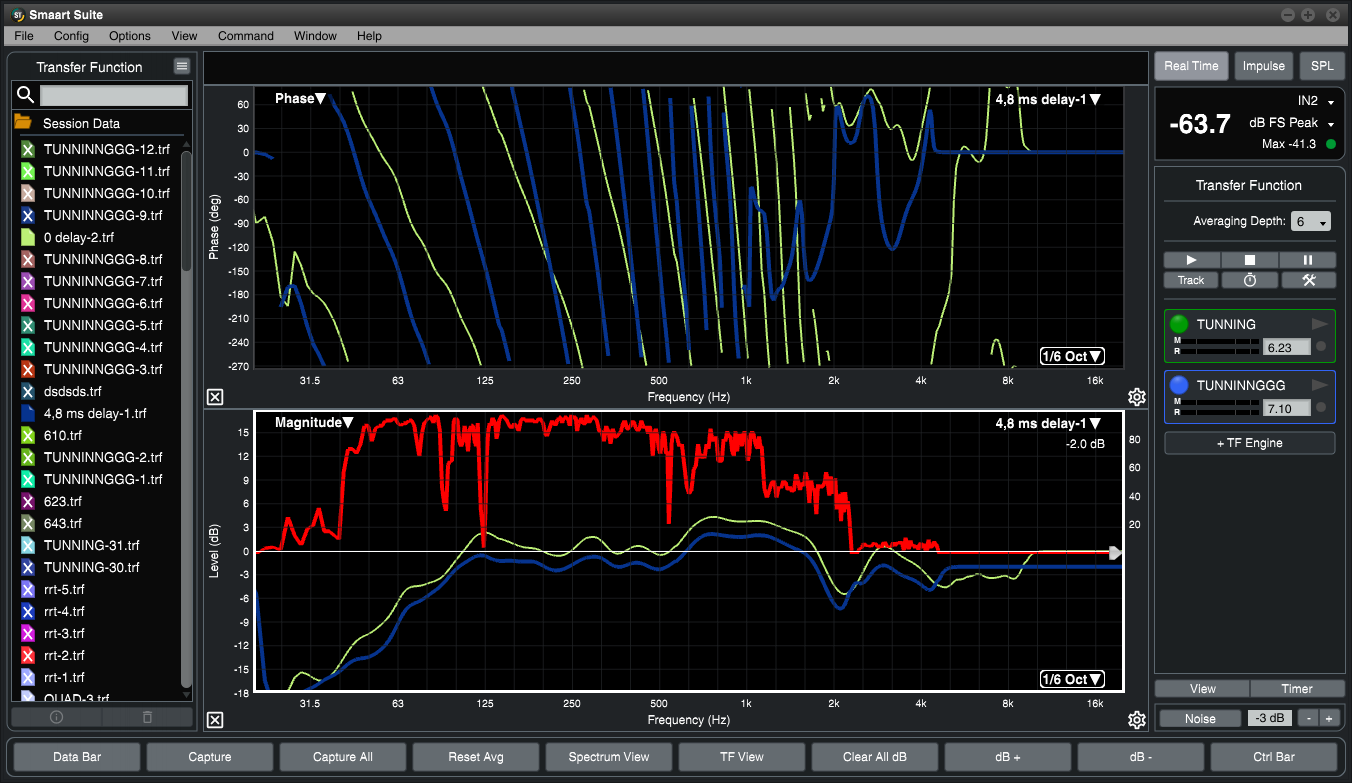 Smaart Suite
File Config Options View Command Window Help
Transfer Function
Session Data
TUNNINNGGG-12.trf
TUNNINNGGG-11.trf
TUNNINNGGG-10.trf
TUNNINNGGG-9.trf
0 delay-2.trf
TUNNINNGGG-8.trf
TUNNINNGGG-7.trf
TUNNINNGGG-6.trf
TUNNINNGGG-5.trf
TUNNINNGGG-4.trf
TUNNINNGGG-3.trf
dsdsds.trf
4,8 ms delay-1.trf
610.trf
TUNNINNGGG-2.trf
TUNNINNGGG-1.trf
623.trf
643.trf
TUNNING-31.trf
TUNNING-30.trf
rrt-5.trf
rrt-4.trf
rrt-3.trf
rrt-2.trf
rrt-1.trf
QUAD-3.trf
Phase▼ 4,8 ms delay-1▼
Phase (deg)
60
30
0
-30
-60
-90
-120
-150
-180
-210
-240
-270
1/6 Oct▼
31.5 63 125 250 500 1k 2k 4k 8k 16k
Frequency (Hz)
Magnitude▼ 4,8 ms delay-1▼
-2.0 dB
Level (dB)
15
12
9
6
3
0
-3
-6
-9
-12
-15
-18
80
60
40
20
1/6 Oct▼
31.5 63 125 250 500 1k 2k 4k 8k 16k
Frequency (Hz)
Real Time Impulse SPL
IN2
-63.7 dB FS Peak
Max -41.3
Transfer Function
Averaging Depth: 6
Track
TUNNING
M
R
6.23
TUNNINNGGG
M
R
7.10
+ TF Engine
View Timer
Noise -3 dB - +
Data Bar Capture Capture All Reset Avg Spectrum View TF View Clear All dB dB + dB - Ctrl Bar